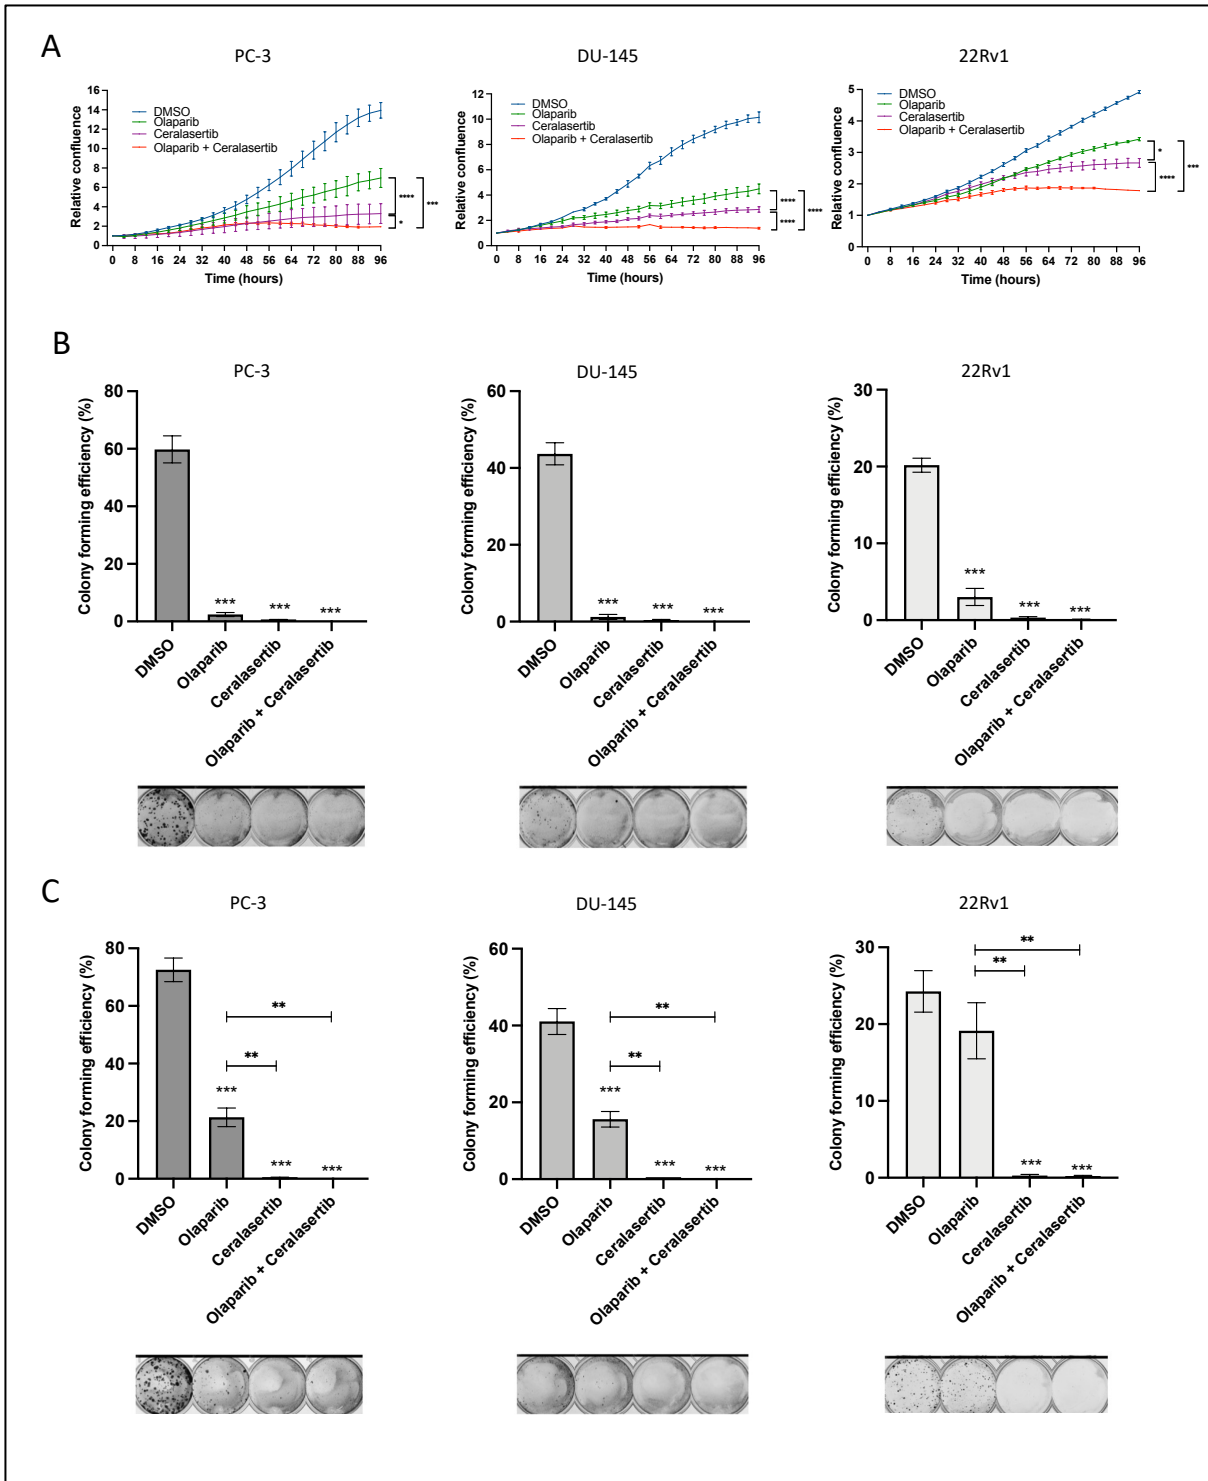 A
PC-3
DU-145
22Rv1
16
14
12
10
8
6
4
2
0
Relative confluence
DMSO
Olaparib
Ceralasertib
Olaparib + Ceralasertib
****
***
*
0 8 16 24 32 40 48 56 64 72 80 88 96
Time (hours)
12
10
8
6
4
2
0
Relative confluence
DMSO
Olaparib
Ceralasertib
Olaparib + Ceralasertib
****
****
****
0 8 16 24 32 40 48 56 64 72 80 88 96
Time (hours)
5
4
3
2
1
0
Relative confluence
DMSO
Olaparib
Ceralasertib
Olaparib + Ceralasertib
*
***
****
0 8 16 24 32 40 48 56 64 72 80 88 96
Time (hours)
B
PC-3
DU-145
22Rv1
80
60
40
20
0
Colony forming efficiency (%)
*** *** ***
DMSO
Olaparib
Ceralasertib
Olaparib + Ceralasertib
60
40
20
0
Colony forming efficiency (%)
*** *** ***
DMSO
Olaparib
Ceralasertib
Olaparib + Ceralasertib
30
20
10
0
Colony forming efficiency (%)
*** *** ***
DMSO
Olaparib
Ceralasertib
Olaparib + Ceralasertib
C
PC-3
DU-145
22Rv1
80
60
40
20
0
Colony forming efficiency (%)
**
**
*** *** ***
DMSO
Olaparib
Ceralasertib
Olaparib + Ceralasertib
60
40
20
0
Colony forming efficiency (%)
**
**
*** *** ***
DMSO
Olaparib
Ceralasertib
Olaparib + Ceralasertib
30
20
10
0
Colony forming efficiency (%)
**
**
*** ***
DMSO
Olaparib
Ceralasertib
Olaparib + Ceralasertib